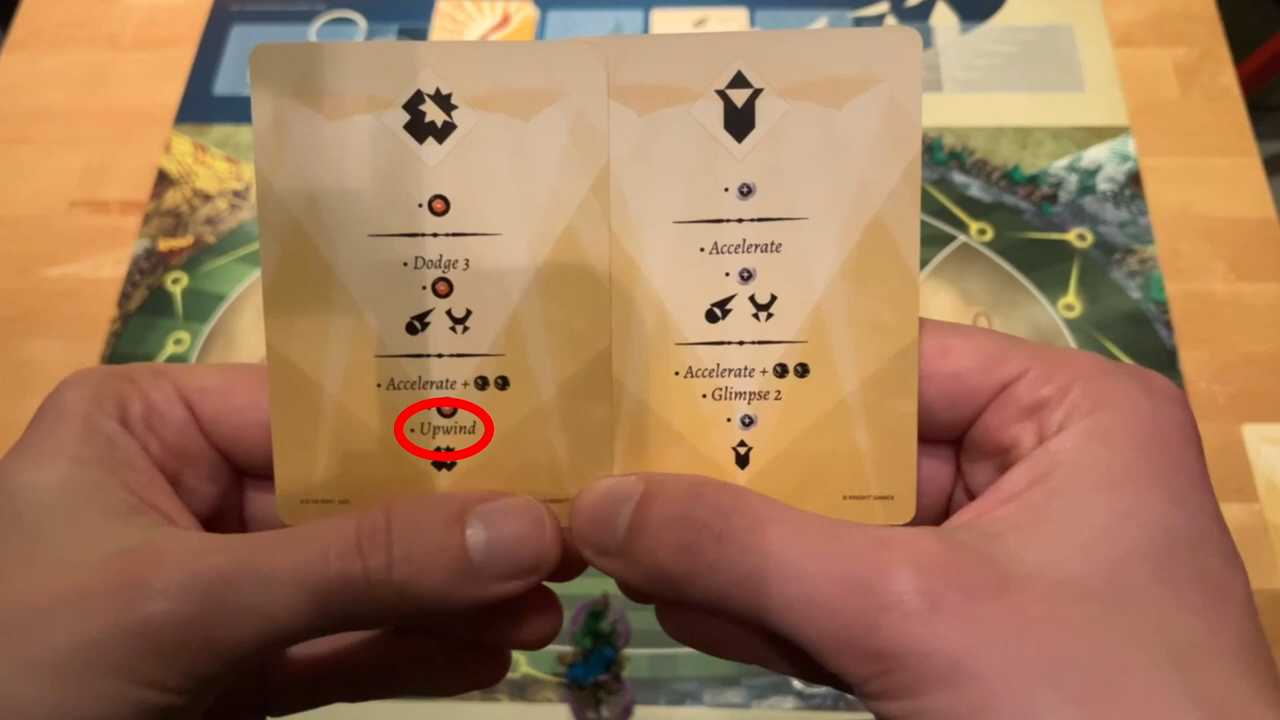 • Dodge 3
• Accelerate +
• Upwind
• Accelerate
• Accelerate +
• Glimpse 2
© KNIGHT GAMES